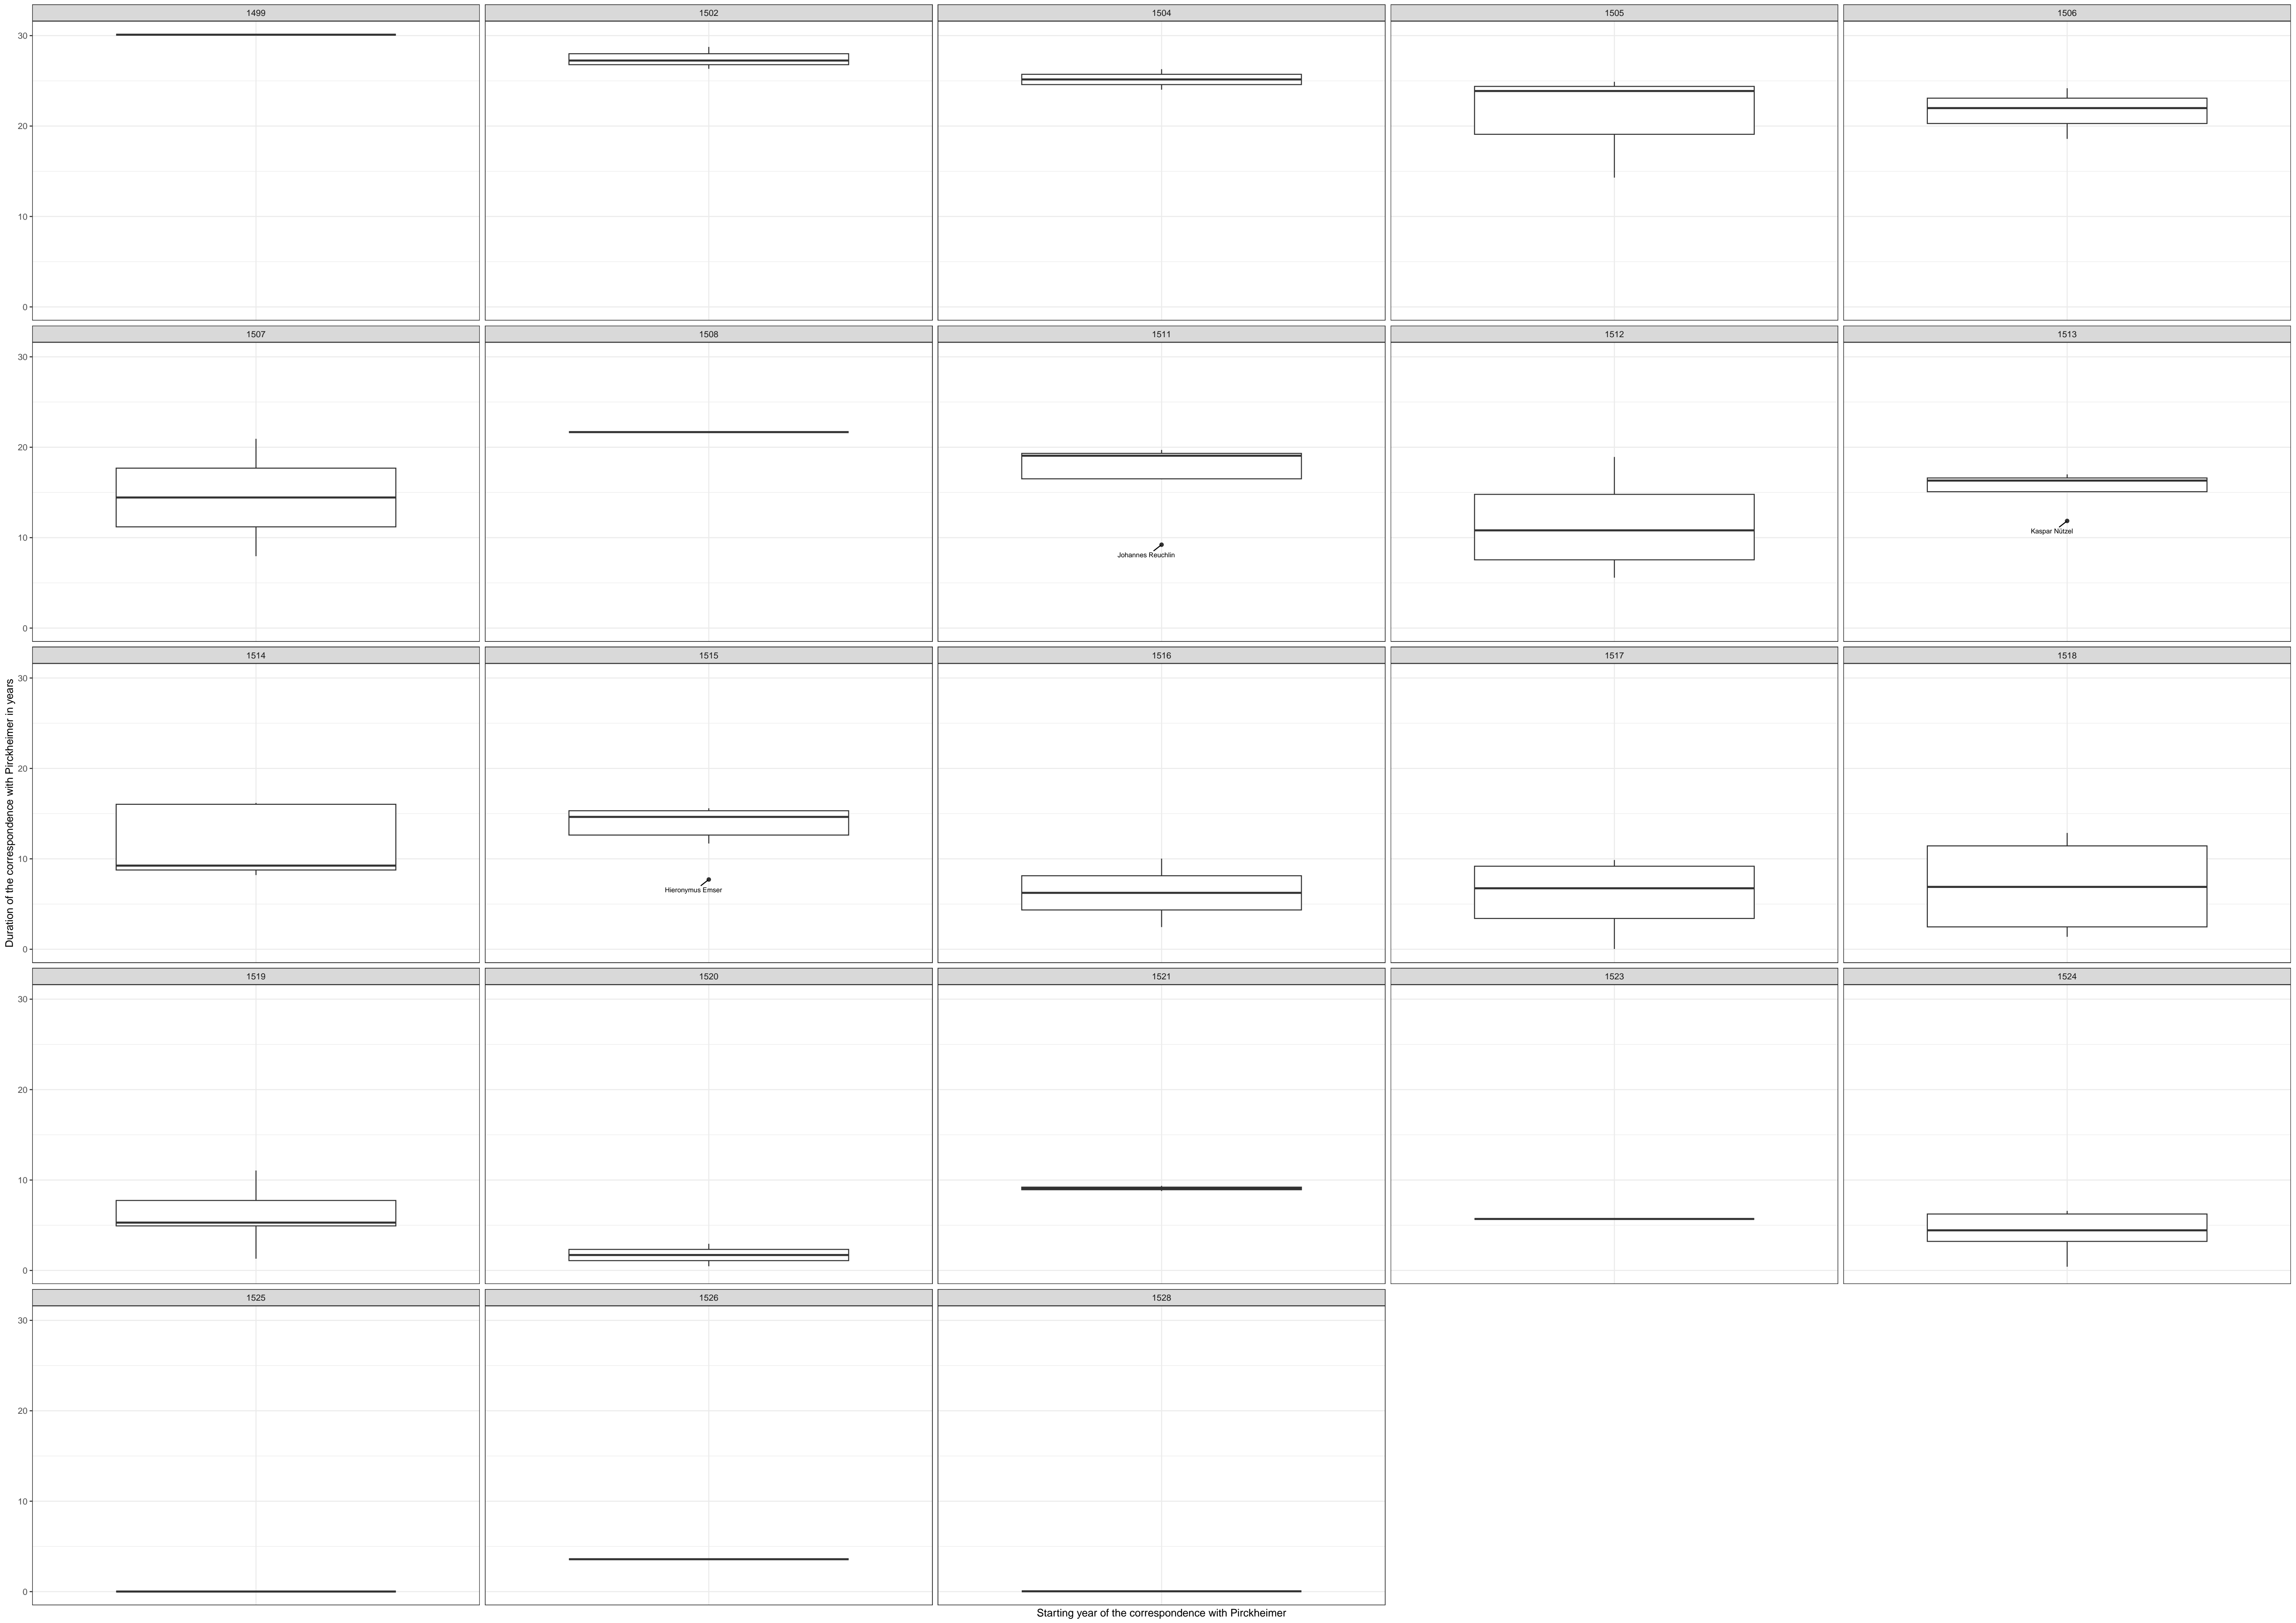 1499 1502 1504 1505 1506
30
20
10
0
1507 1508 1511 1512 1513
30
20
10
0
Johannes Reuchlin
Kaspar Nützel
1514 1515 1516 1517 1518
30
20
10
0
Hieronymus Emser
Duration of the correspondence with Pirckheimer in years
1519 1520 1521 1523 1524
30
20
10
0
1525 1526 1528
30
20
10
0
Starting year of the correspondence with Pirckheimer